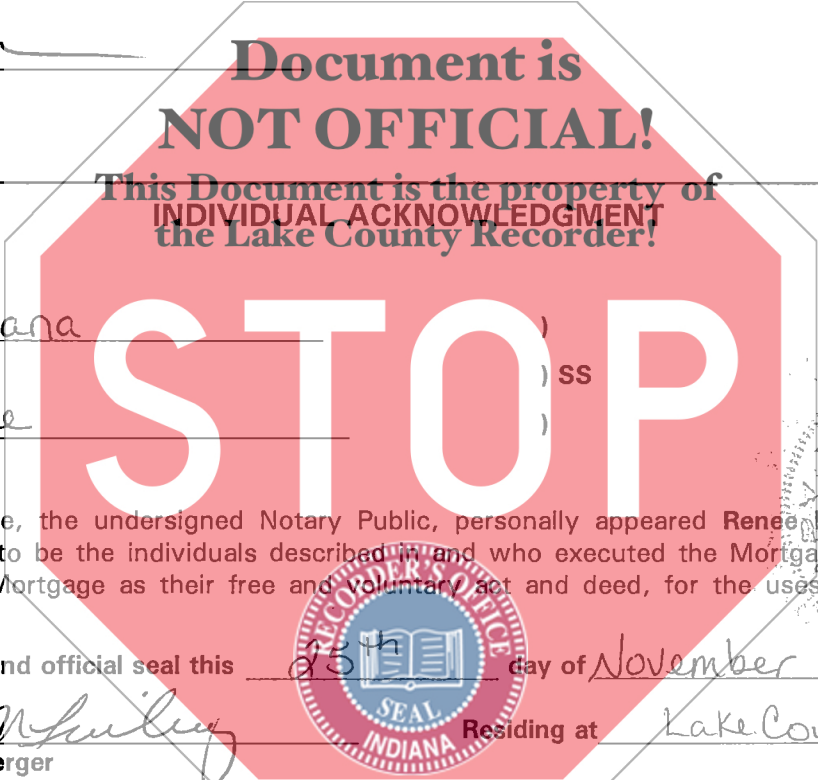 Document is
NOT OFFICIAL!
This Document is the property of
INDIVIDUAL ACKNOWLEDGMENT
the Lake County Recorder!
ana
)
STOP
) SS
e
)
e, the undersigned Notary Public, personally appeared Renee
to be the individuals described in and who executed the Mortga
Mortgage as their free and voluntary act and deed, for the uses
RECORDER'S OFFICE
nd official seal this 25th day of November
SEAL
INDIANA
Residing at Lake Cou
erger